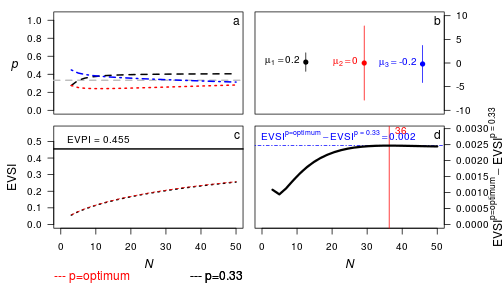 a
1.0
0.8
0.6
0.4
0.2
0.0
p
b
μ1 = 0.2
μ2 = 0
μ3 = -0.2
10
5
0
-5
-10
c
EVPI = 0.455
0.5
0.4
0.3
0.2
0.1
0.0
EVSI
0 10 20 30 40 50
N
d
36
EVSI^p=optimum − EVSI^p = 0.33 =0.002
0.0030
0.0025
0.0020
0.0015
0.0010
0.0005
0.0000
EVSI^p=optimum − EVSI^p = 0.33
0 10 20 30 40 50
N
--- p=optimum
--- p=0.33